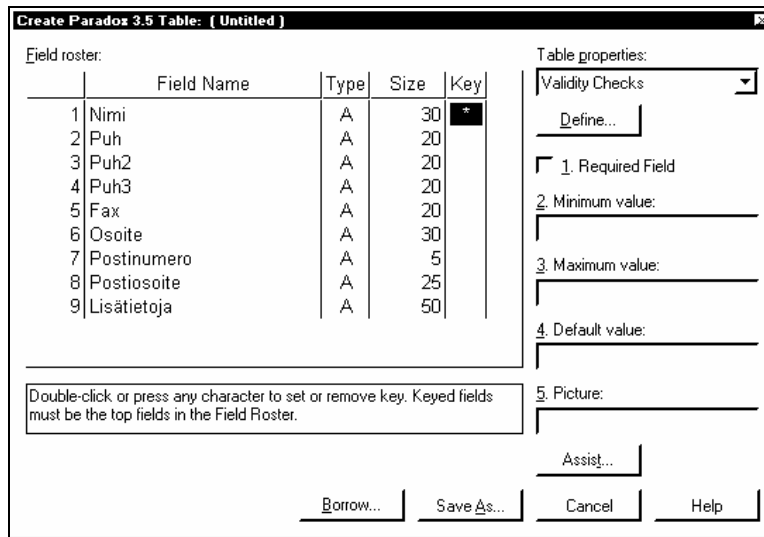 Create Paradox 3.5 Table: ( Untitled )
Field roster:
Field Name Type Size Key
1 Nimi A 30 *
2 Puh A 20
3 Puh2 A 20
4 Puh3 A 20
5 Fax A 20
6 Osoite A 30
7 Postinumero A 5
8 Postiosoite A 25
9 Lisätietoja A 50
Double-click or press any character to set or remove key. Keyed fields
must be the top fields in the Field Roster.
Table properties:
Validity Checks
Define...
1. Required Field
2. Minimum value:
3. Maximum value:
4. Default value:
5. Picture:
Assist...
Borrow... Save As... Cancel Help